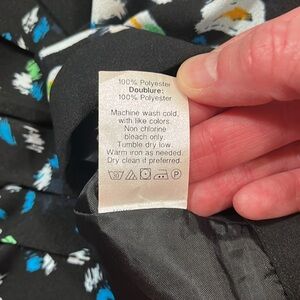 100% Polyester
Doublure:
100% Polyester
Machine wash cold,
with like colors.
Non chlorine
bleach only.
Tumble dry low.
Warm iron as needed.
Dry clean if preferred.